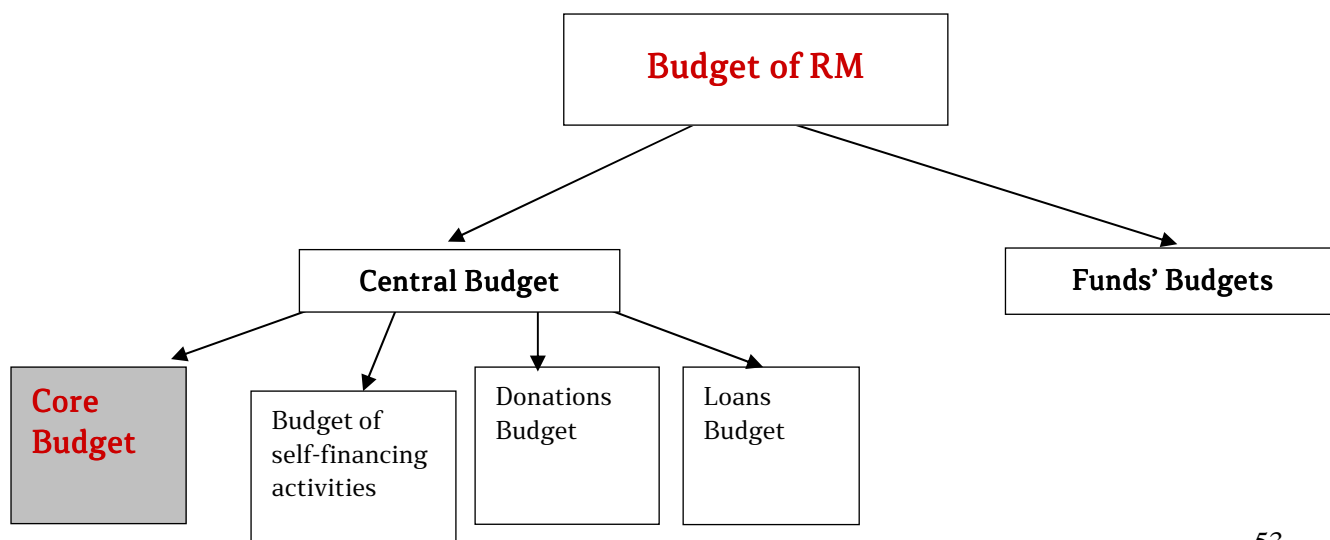 Budget of RM
Central Budget
Funds' Budgets
Core
Budget
Budget of
self-financing
activities
Donations
Budget
Loans
Budget